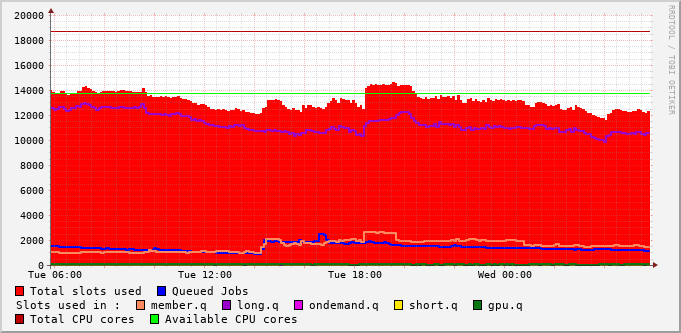 20000
18000
16000
14000
12000
10000
8000
6000
4000
2000
0
Tue 06:00 Tue 12:00 Tue 18:00 Wed 00:00
Total slots used Queued Jobs
Slots used in : member.q long.q ondemand.q short.q gpu.q
Total CPU cores Available CPU cores
RRDTOOL / TOBI OETIKER